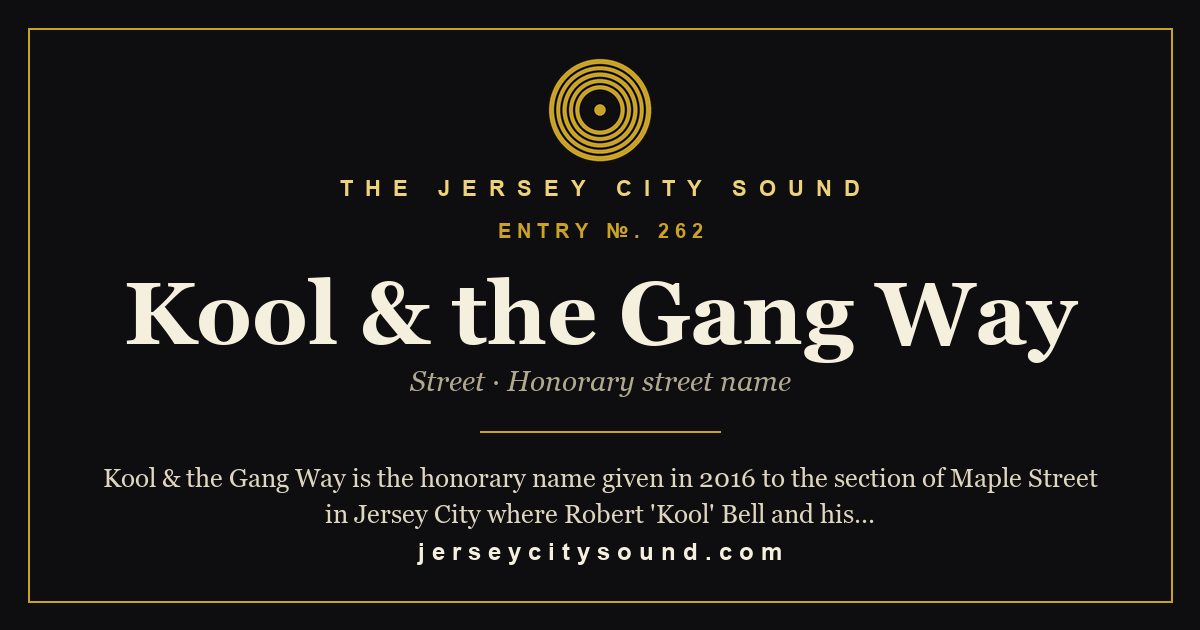 THE JERSEY CITY SOUND
ENTRY №. 262
Kool & the Gang Way
Street · Honorary street name
Kool & the Gang Way is the honorary name given in 2016 to the section of Maple Street
in Jersey City where Robert 'Kool' Bell and his...
jerseycitysound.com